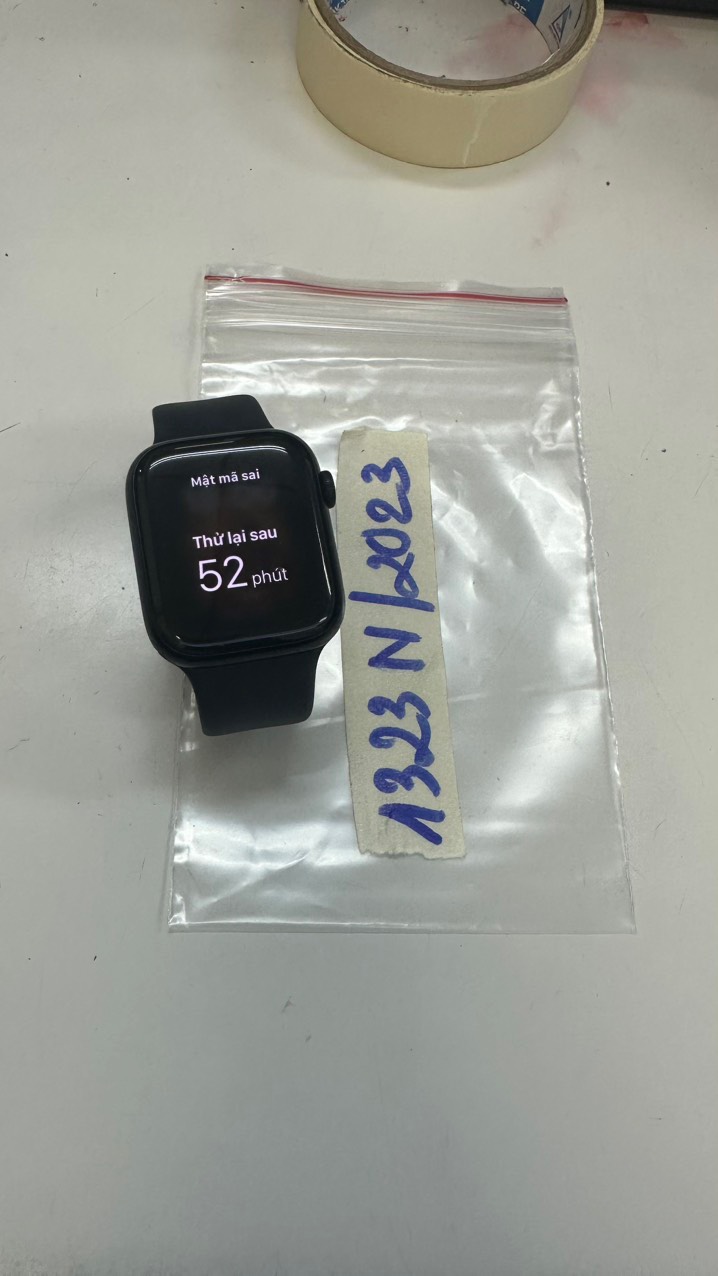 Mật mã sai
Thử lại sau
52 phút
1323 N/2023